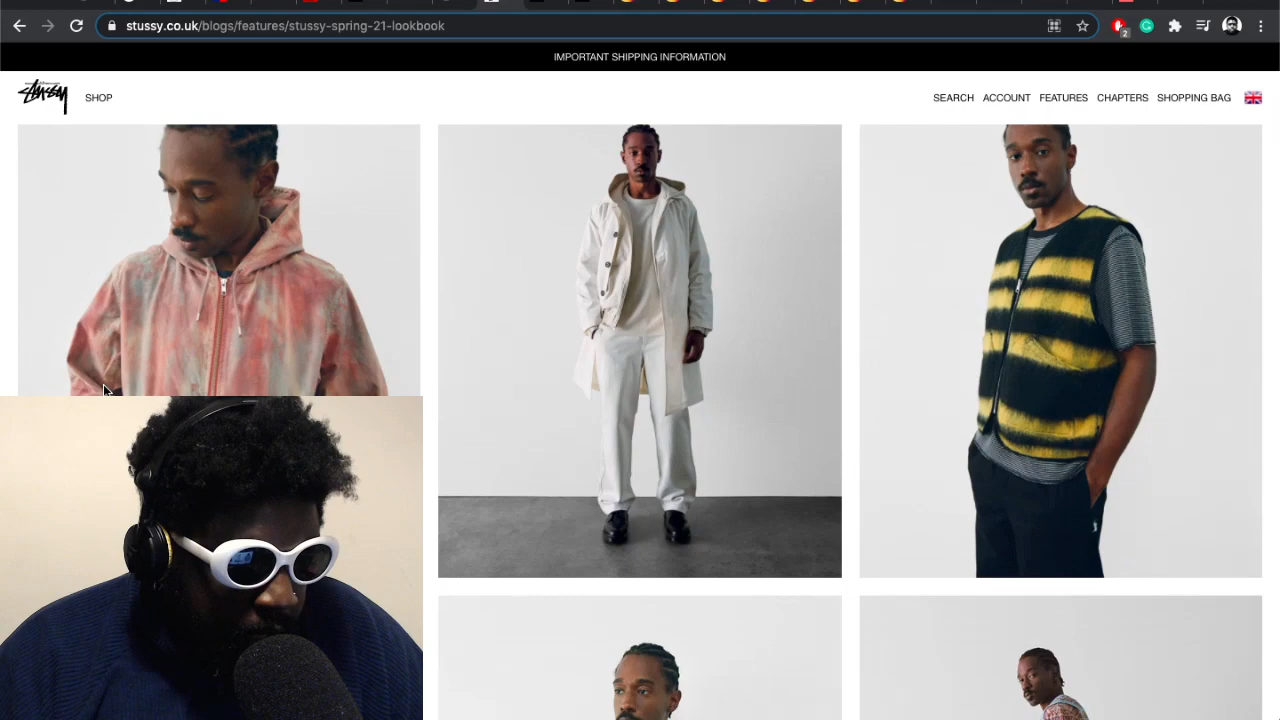 stussy.co.uk/blogs/features/stussy-spring-21-lookbook
2
IMPORTANT SHIPPING INFORMATION
Stüssy
SHOP
SEARCH ACCOUNT FEATURES CHAPTERS SHOPPING BAG